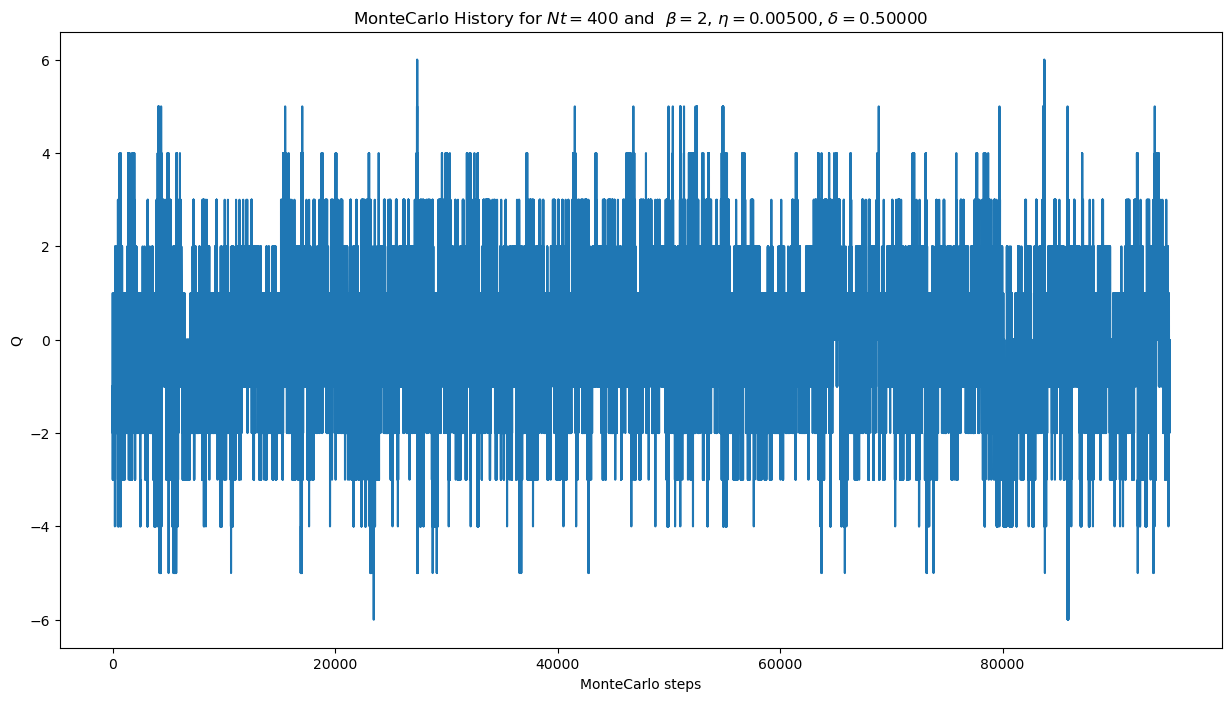 MonteCarlo History for Nt = 400 and β = 2, η = 0.00500, δ = 0.50000
6
4
2
0
−2
−4
−6
Q
0 20000 40000 60000 80000
MonteCarlo steps